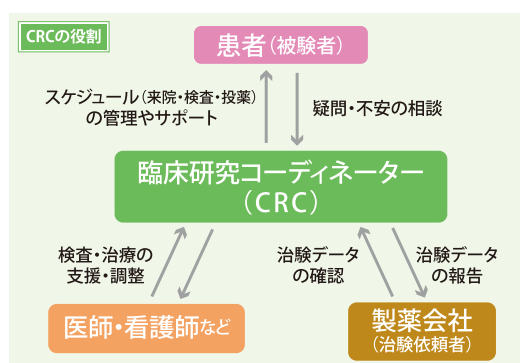 CRCの役割
患者（被験者）
スケジュール（来院・検査・投薬）
の管理やサポート
疑問・不安の相談
臨床研究コーディネーター
（CRC）
検査・治療の
支援・調整
治験データ
の確認
治験データ
の報告
医師・看護師など
製薬会社
（治験依頼者）